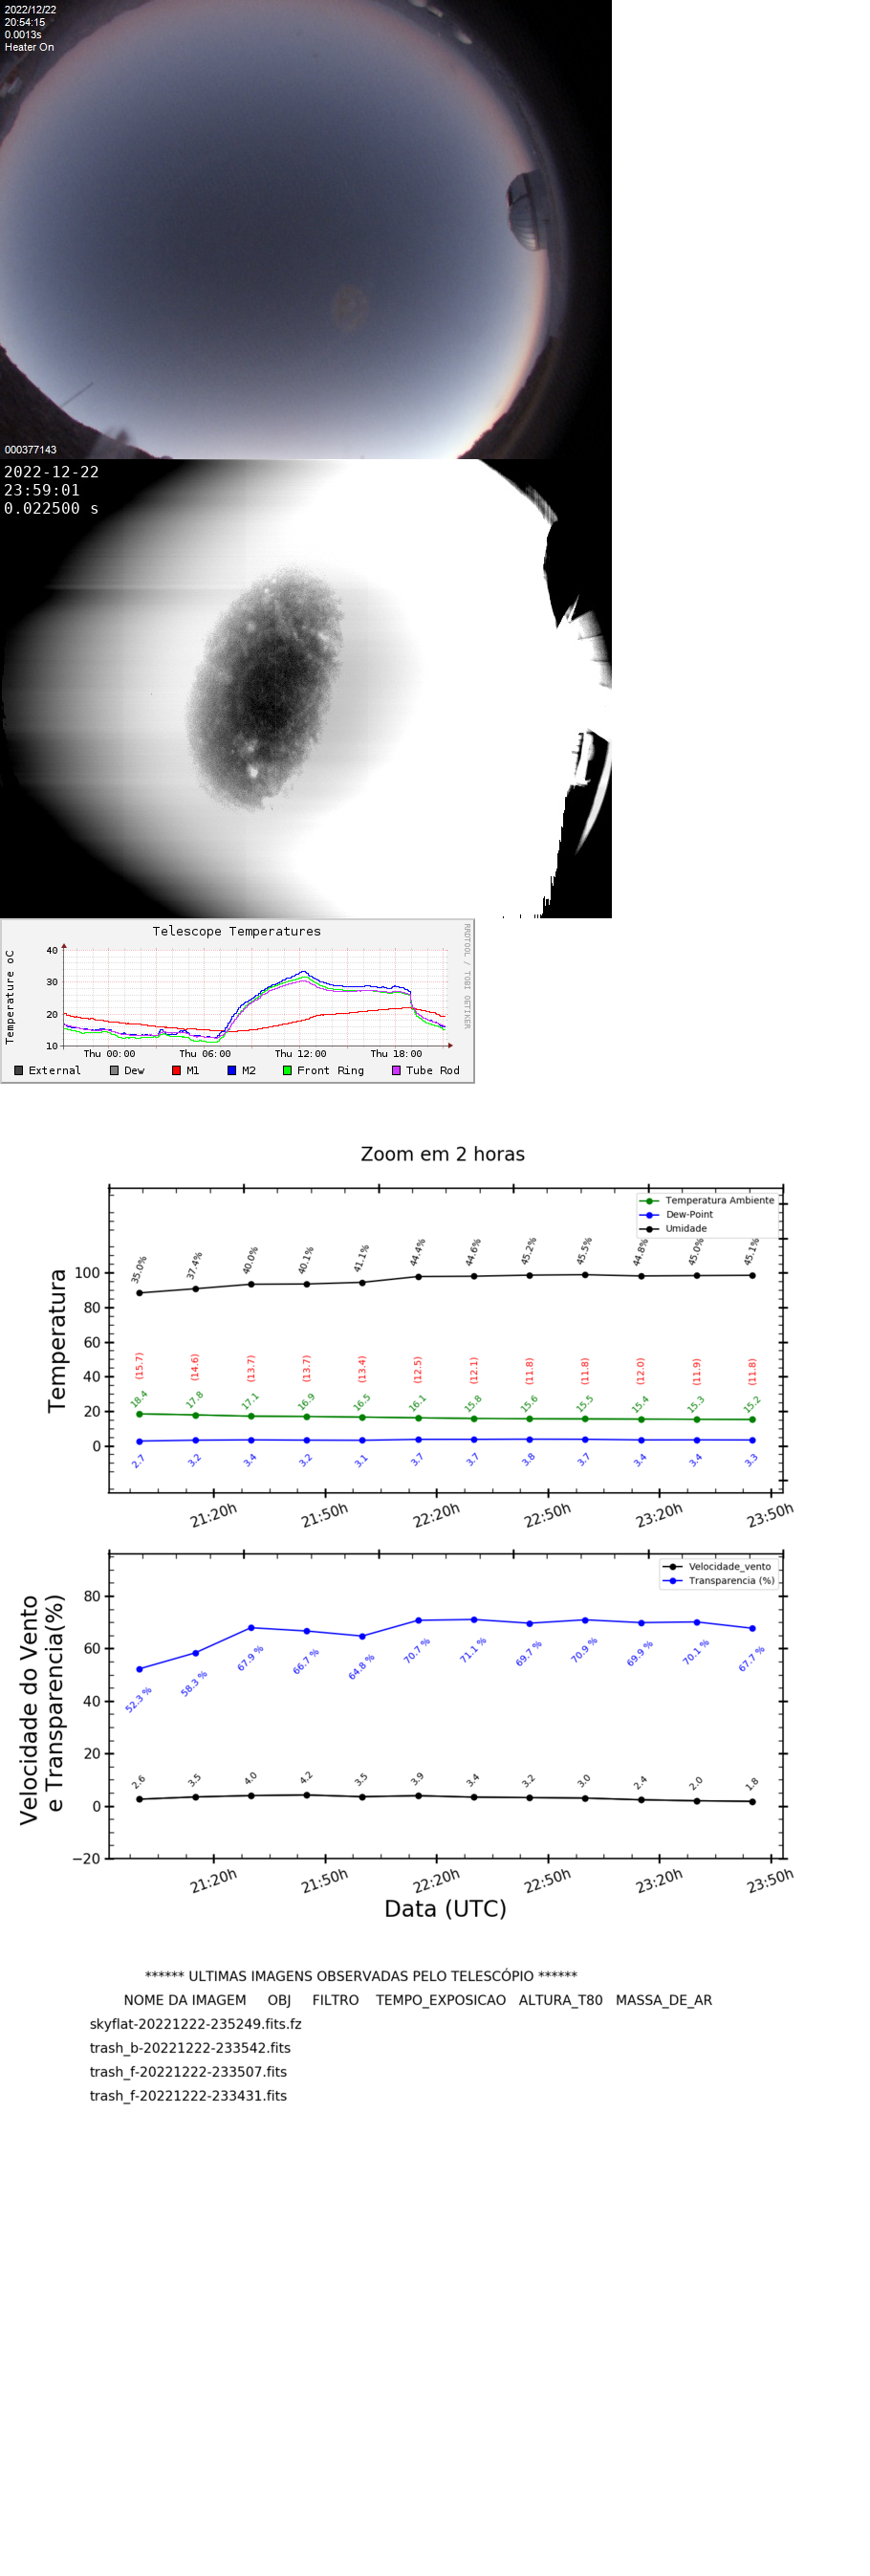 2022/12/22
20:54:15
0.0013s
Heater On
000377143
2022-12-22
23:59:01
0.022500 s
Telescope Temperatures
RRDTOOL / TOBI OETIKER
Temperature oC
40
30
20
10
Thu 00:00 Thu 06:00 Thu 12:00 Thu 18:00
External Dew M1 M2 Front Ring Tube Rod
Zoom em 2 horas
Temperatura Ambiente
Dew-Point
Umidade
Temperatura
100
80
60
40
20
0
35.0% 37.4% 40.0% 40.1% 41.1% 44.4% 44.6% 45.2% 45.5% 44.8% 45.0% 45.1%
(15.7) (14.6) (13.7) (13.7) (13.4) (12.5) (12.1) (11.8) (11.8) (12.0) (11.9) (11.8)
18.4 17.8 17.1 16.9 16.5 16.1 15.8 15.6 15.5 15.4 15.3 15.2
2.7 3.2 3.4 3.2 3.1 3.7 3.7 3.8 3.7 3.4 3.4 3.3
21:20h 21:50h 22:20h 22:50h 23:20h 23:50h
Velocidade_vento
Transparencia (%)
Velocidade do Vento
e Transparencia(%)
80
60
40
20
0
−20
52.3 % 58.3 % 67.9 % 66.7 % 64.8 % 70.7 % 71.1 % 69.7 % 70.9 % 69.9 % 70.1 % 67.7 %
2.6 3.5 4.0 4.2 3.5 3.9 3.4 3.2 3.0 2.4 2.0 1.8
21:20h 21:50h 22:20h 22:50h 23:20h 23:50h
Data (UTC)
****** ULTIMAS IMAGENS OBSERVADAS PELO TELESCÓPIO ******
NOME DA IMAGEM OBJ FILTRO TEMPO_EXPOSICAO ALTURA_T80 MASSA_DE_AR
skyflat-20221222-235249.fits.fz
trash_b-20221222-233542.fits
trash_f-20221222-233507.fits
trash_f-20221222-233431.fits